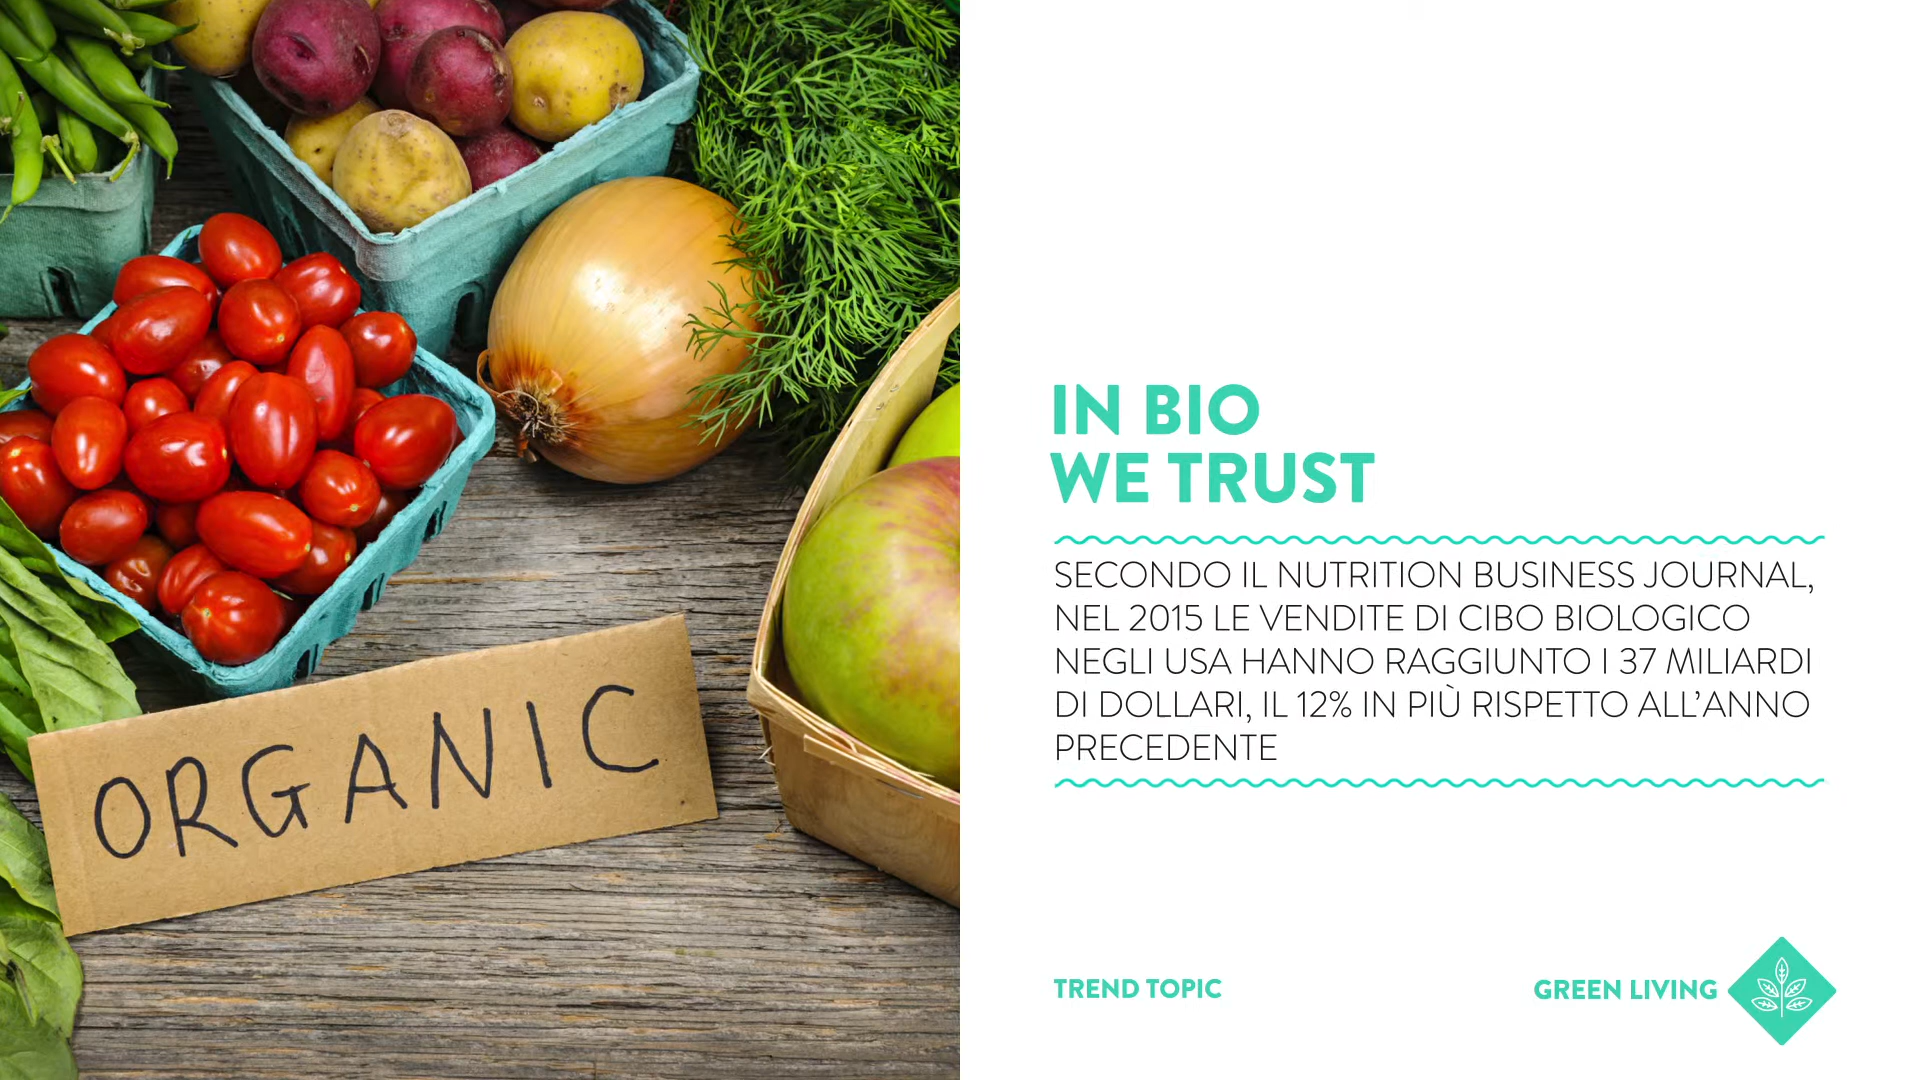 ORGANIC
IN BIO
WE TRUST
SECONDO IL NUTRITION BUSINESS JOURNAL,
NEL 2015 LE VENDITE DI CIBO BIOLOGICO
NEGLI USA HANNO RAGGIUNTO I 37 MILIARDI
DI DOLLARI, IL 12% IN PIÙ RISPETTO ALL’ANNO
PRECEDENTE
TREND TOPIC
GREEN LIVING